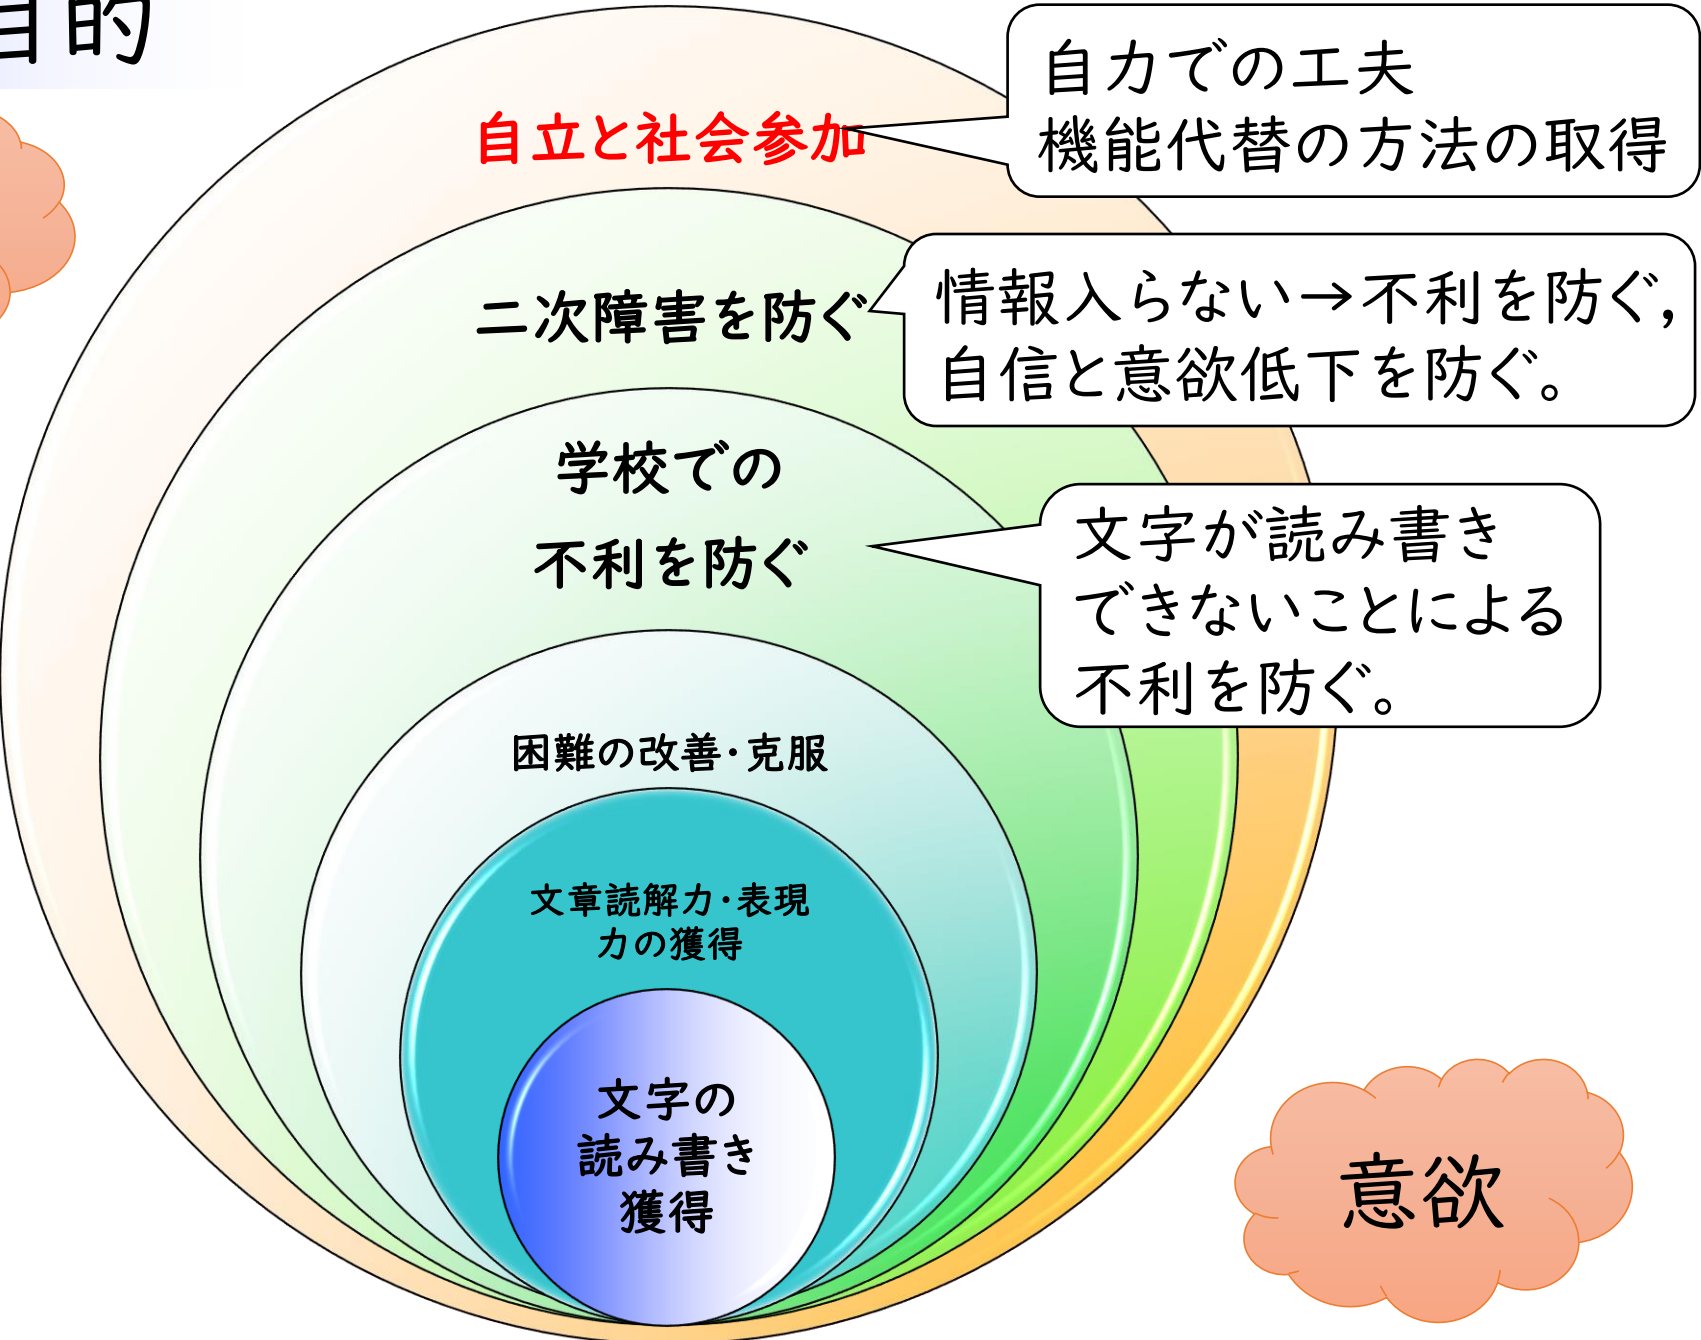 目的
自立と社会参加
自力での工夫
機能代替の方法の取得
二次障害を防ぐ
情報入らない→不利を防ぐ,
自信と意欲低下を防ぐ。
学校での
不利を防ぐ
文字が読み書き
できないことによる
不利を防ぐ。
困難の改善・克服
文章読解力・表現
力の獲得
文字の
読み書き
獲得
意欲